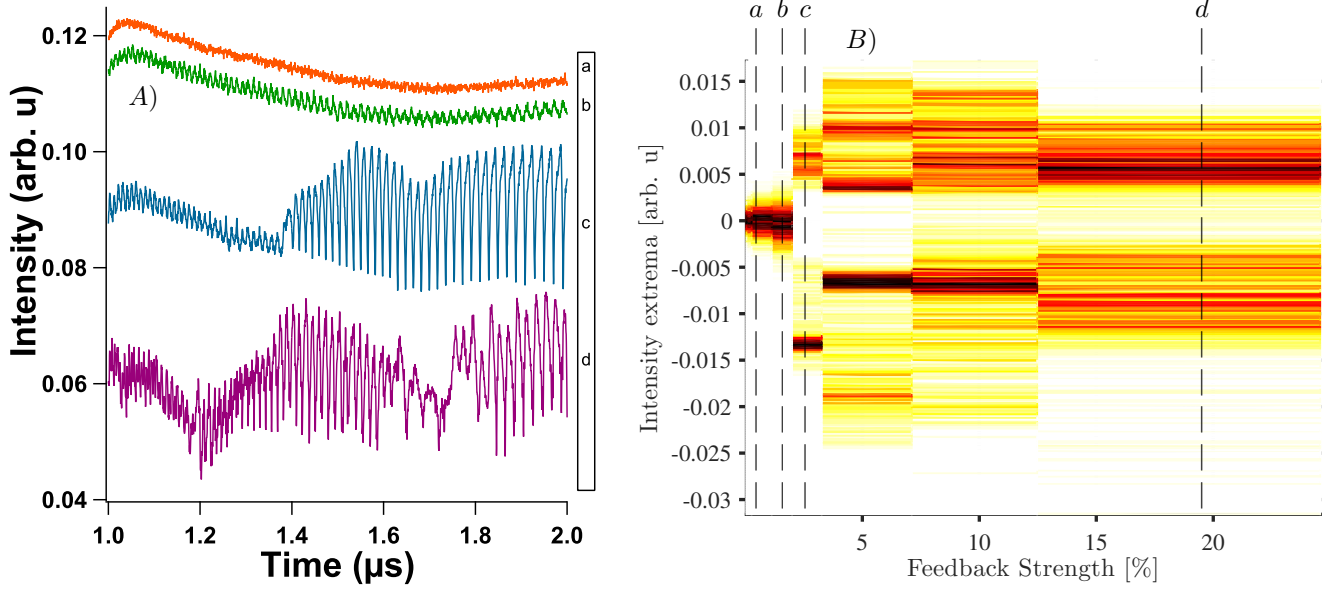 A)
Intensity (arb. u)
0.12
0.10
0.08
0.06
0.04
1.0
1.2
1.4
1.6
1.8
2.0
Time (µs)
a
b
c
d
a b c d
B)
Intensity extrema [arb. u]
0.015
0.01
0.005
0
-0.005
-0.01
-0.015
-0.02
-0.025
-0.03
5
10
15
20
Feedback Strength [%]